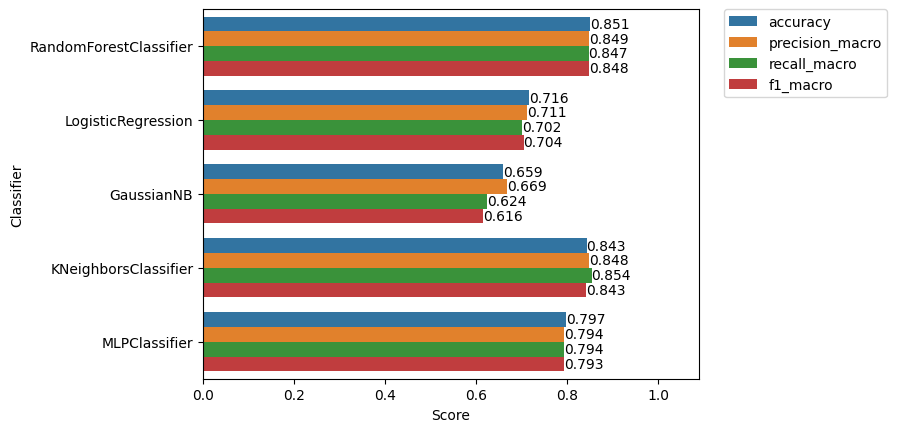 RandomForestClassifier
0.851
0.849
0.847
0.848
LogisticRegression
0.716
0.711
0.702
0.704
GaussianNB
0.659
0.669
0.624
0.616
KNeighborsClassifier
0.843
0.848
0.854
0.843
MLPClassifier
0.797
0.794
0.794
0.793
Classifier
0.0 0.2 0.4 0.6 0.8 1.0
Score
accuracy
precision_macro
recall_macro
f1_macro